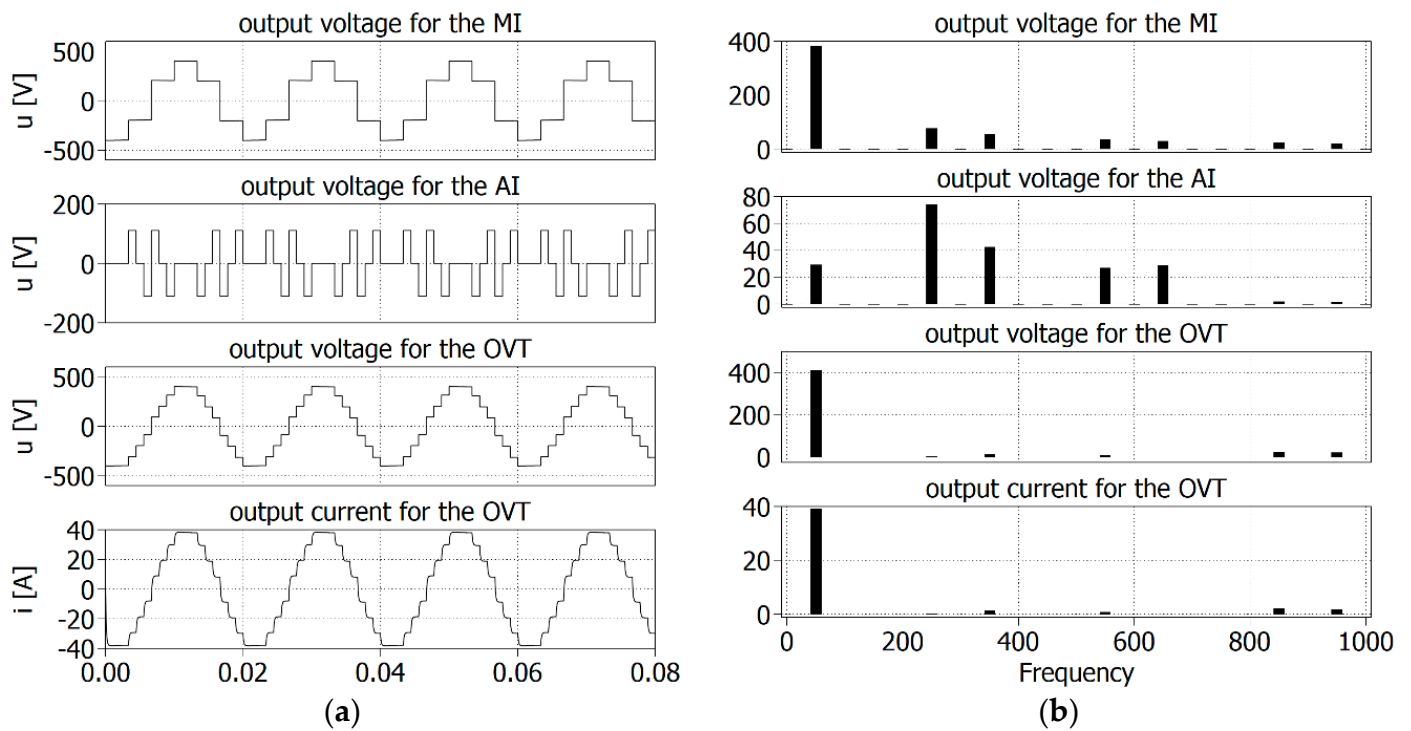 output voltage for the MI
500
0
-500
u [V]
output voltage for the AI
200
0
-200
u [V]
output voltage for the OVT
500
0
-500
u [V]
output current for the OVT
40
20
0
-20
-40
i [A]
0.00 0.02 0.04 0.06 0.08
(a)
output voltage for the MI
400
200
0
output voltage for the AI
80
60
40
20
0
output voltage for the OVT
400
200
0
output current for the OVT
40
20
0
0 200 400 600 800 1000
Frequency
(b)